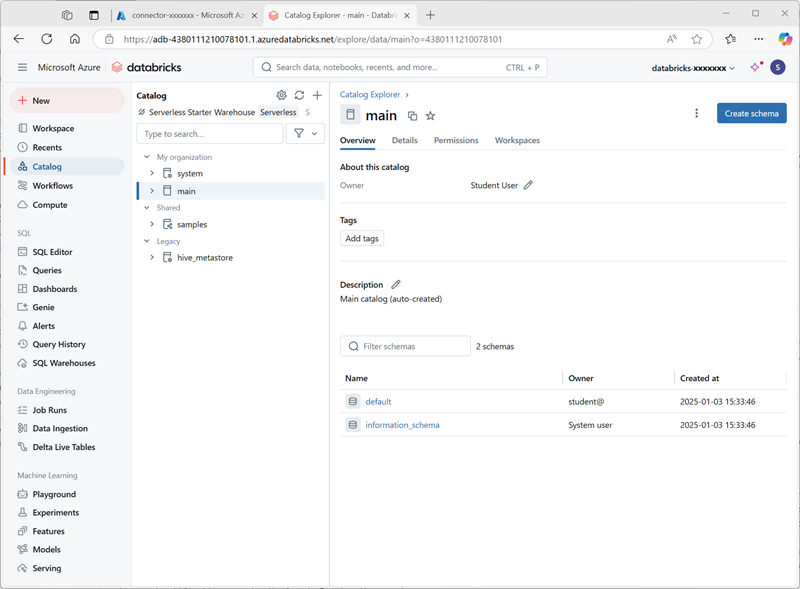 connector-xxxxxxx - Microsoft Az
Catalog Explorer - main - Databri
https://adb-4380111210078101.1.azuredatabricks.net/explore/data/main?o=4380111210078101
Microsoft Azure
databricks
Search data, notebooks, recents, and more...
CTRL + P
databricks-xxxxxxx
S
New
Workspace
Recents
Catalog
Workflows
Compute
SQL
SQL Editor
Queries
Dashboards
Genie
Alerts
Query History
SQL Warehouses
Data Engineering
Job Runs
Data Ingestion
Delta Live Tables
Machine Learning
Playground
Experiments
Features
Models
Serving
Catalog
Serverless Starter Warehouse Serverless S
Type to search...
My organization
system
main
Shared
samples
Legacy
hive_metastore
Catalog Explorer
main
Create schema
Overview Details Permissions Workspaces
About this catalog
Owner Student User
Tags
Add tags
Description
Main catalog (auto-created)
Filter schemas 2 schemas
Name Owner Created at
default student@ 2025-01-03 15:33:46
information_schema System user 2025-01-03 15:33:46